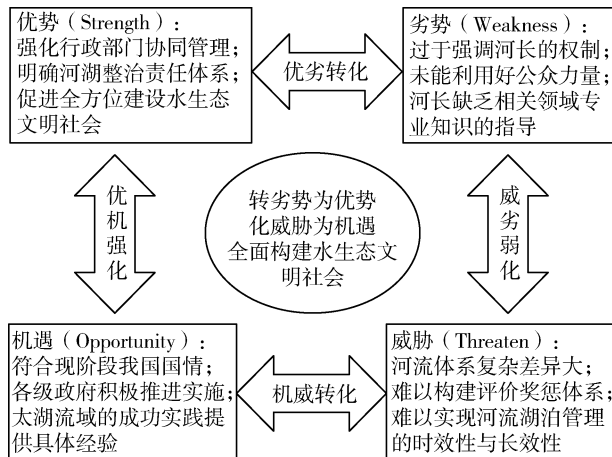 优势（Strength）：
强化行政部门协同管理；
明确河湖整治责任体系；
促进全方位建设水生态
文明社会
优劣转化
劣势（Weakness）：
过于强调河长的权制；
未能利用好公众力量；
河长缺乏相关领域专
业知识的指导
优机强化
转劣势为优势
化威胁为机遇
全面构建水生态文
明社会
威劣弱化
机遇（Opportunity）：
符合现阶段我国国情；
各级政府积极推进实施；
太湖流域的成功实践提
供具体经验
机威转化
威胁（Threaten）：
河流体系复杂差异大；
难以构建评价奖惩体系；
难以实现河流湖泊管理
的时效性与长效性